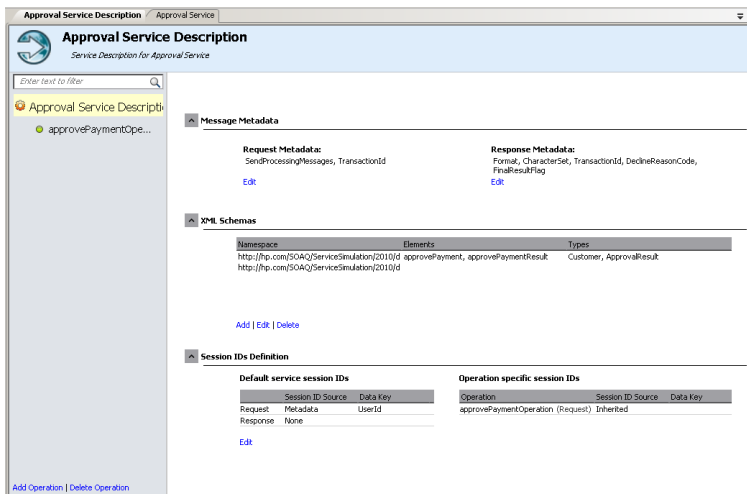 Approval Service Description
Approval Service
Approval Service Description
Service Description for Approval Service
Enter text to filter
Approval Service Descripti
approvePaymentOpe...
Message Metadata
Request Metadata:
SendProcessingMessages, TransactionId
Edit
Response Metadata:
Format, CharacterSet, TransactionId, DeclineReasonCode,
FinalResultFlag
Edit
XML Schemas
Namespace Elements Types
http://hp.com/SOAQ/ServiceSimulation/2010/d approvePayment, approvePaymentResult Customer, ApprovalResult
http://hp.com/SOAQ/ServiceSimulation/2010/d
Add | Edit | Delete
Session IDs Definition
Default service session IDs
Session ID Source Data Key
Request Metadata UserId
Response None
Edit
Operation specific session IDs
Operation Session ID Source Data Key
approvePaymentOperation (Request) Inherited
Add Operation | Delete Operation